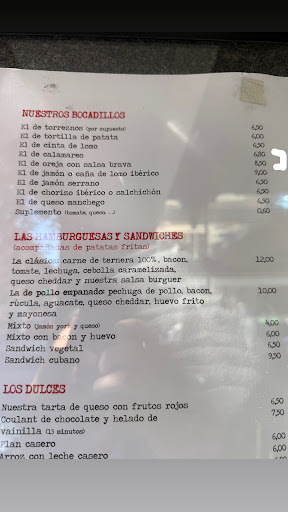 NUESTROS BOCADILLOS
El de torreznos (por supuesto) 6,50
El de tortilla de patata 6,00
El de cinta de lomo 6,50
El de calamares 6,80
El de oreja con salsa brava 8,50
El de jamón o caña de lomo ibérico 9,00
El de jamón serrano 6,50
El de chorizo ibérico o salchichón 6,50
El de queso manchego 6,50
Suplemento (tomate, queso...) 0,60
LAS HAMBURGUESAS Y SANDWICHES
(acompañadas de patatas fritas)
La clásica: carne de ternera 100%, bacon, 12,00
tomate, lechuga, cebolla caramelizada,
queso cheddar y nuestra salsa burguer
La de pollo empanado: pechuga de pollo, bacon, 10,00
rúcula, aguacate, queso cheddar, huevo frito
y mayonesa
Mixto (jamón york y queso) 4,00
Mixto con bacon y huevo 6,00
Sandwich vegetal 6,50
Sandwich cubano 9,50
LOS DULCES
Nuestra tarta de queso con frutos rojos 6,50
Coulant de chocolate y helado de 7,50
vainilla (13 minutos)
Flan casero 6,00
Arroz con leche casero 6,00
6,50